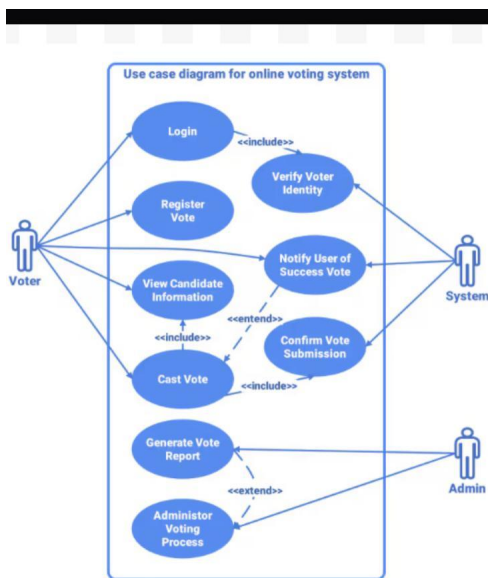 Use case diagram for online voting system
Login
<<include>>
Verify Voter
Identity
Register
Vote
Voter
Notify User of
Success Vote
System
View Candidate
Information
<<entend>>
<<include>>
Confirm Vote
Submission
Cast Vote
<<include>>
Generate Vote
Report
Admin
<<extend>>
Administor
Voting
Process